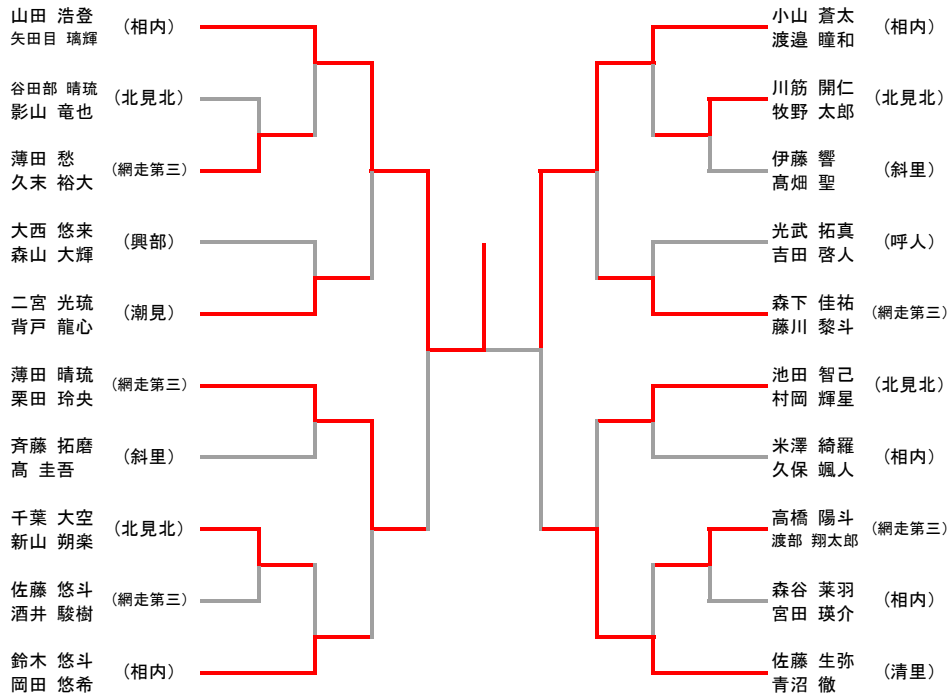 山田 浩登
矢田目 璃輝
（相内）
谷田部 晴琉
影山 竜也
（北見北）
薄田 愁
久末 裕大
（網走第三）
大西 悠来
森山 大輝
（興部）
二宮 光琉
背戸 龍心
（潮見）
薄田 晴琉
栗田 玲央
（網走第三）
斉藤 拓磨
髙 圭吾
（斜里）
千葉 大空
新山 朔楽
（北見北）
佐藤 悠斗
酒井 駿樹
（網走第三）
鈴木 悠斗
岡田 悠希
（相内）
小山 蒼太
渡邉 瞳和
（相内）
川筋 開仁
牧野 太郎
（北見北）
伊藤 響
髙畑 聖
（斜里）
光武 拓真
吉田 啓人
（呼人）
森下 佳祐
藤川 黎斗
（網走第三）
池田 智己
村岡 輝星
（北見北）
米澤 綺羅
久保 颯人
（相内）
高橋 陽斗
渡部 翔太郎
（網走第三）
森谷 莱羽
宮田 瑛介
（相内）
佐藤 生弥
青沼 徹
（清里）